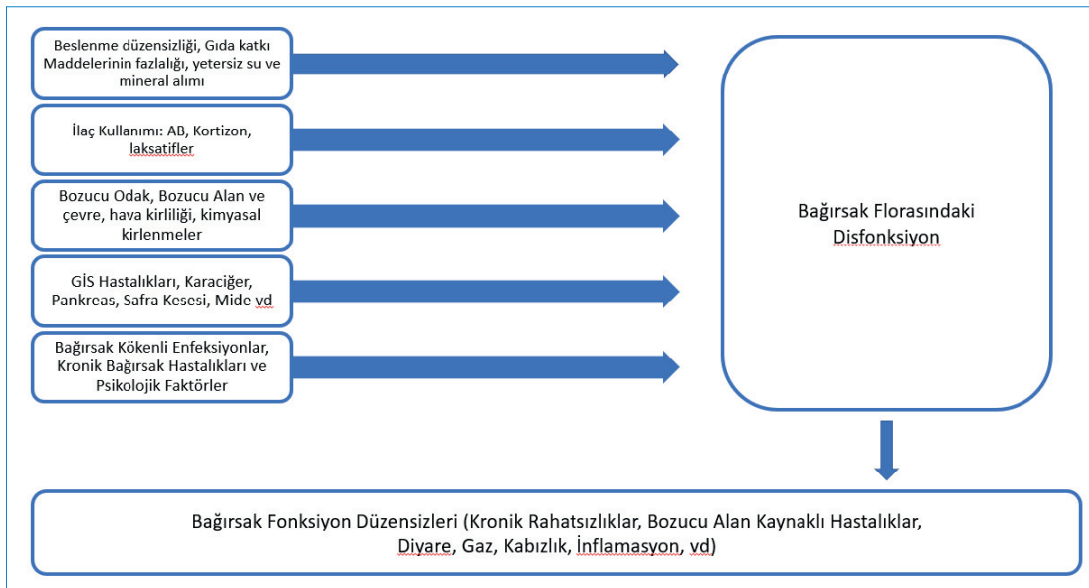 Beslenme düzensizliği, Gıda katkı
Maddelerinin fazlalığı, yetersiz su ve
mineral alımı
İlaç Kullanımı: AB, Kortizon,
laksatifler
Bozucu Odak, Bozucu Alan ve
çevre, hava kirliliği, kimyasal
kirlenmeler
GİS Hastalıkları, Karaciğer,
Pankreas, Safra Kesesi, Mide vd
Bağırsak Kökenli Enfeksiyonlar,
Kronik Bağırsak Hastalıkları ve
Psikolojik Faktörler
Bağırsak Florasındaki
Disfonksiyon
Bağırsak Fonksiyon Düzensizleri (Kronik Rahatsızlıklar, Bozucu Alan Kaynaklı Hastalıklar,
Diyare, Gaz, Kabızlık, İnflamasyon, vd)